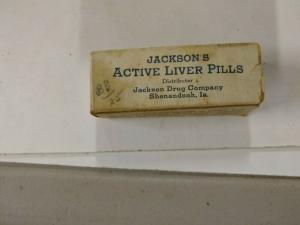 JACKSON'S
ACTIVE LIVER PILLS
Distributor
Jackson Drug Company
Shenandoah, Ia.